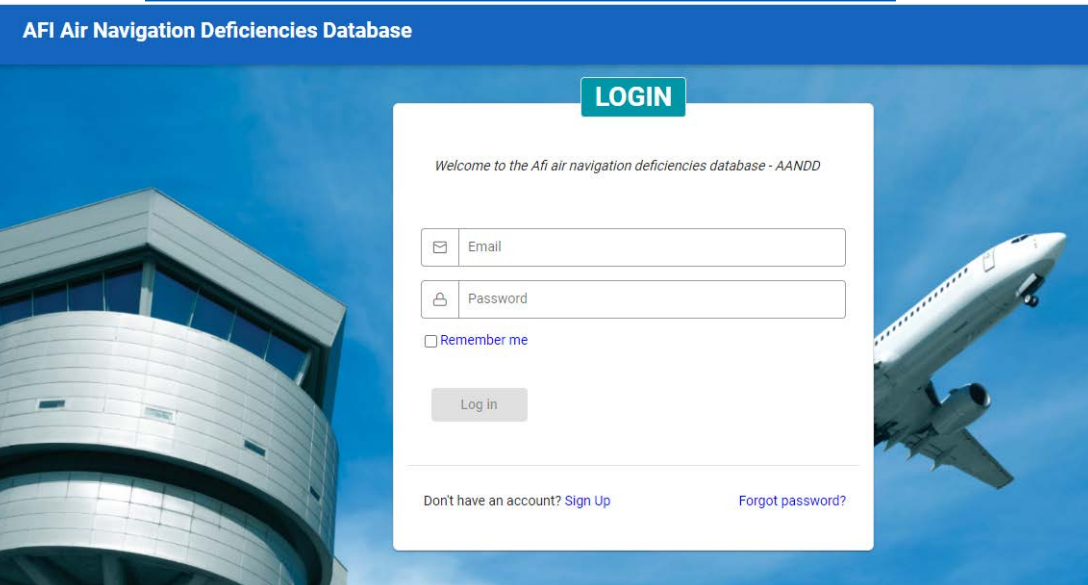 AFI Air Navigation Deficiencies Database
LOGIN
Welcome to the Afi air navigation deficiencies database - AANDD
Email
Password
Remember me
Log in
Don't have an account? Sign Up
Forgot password?